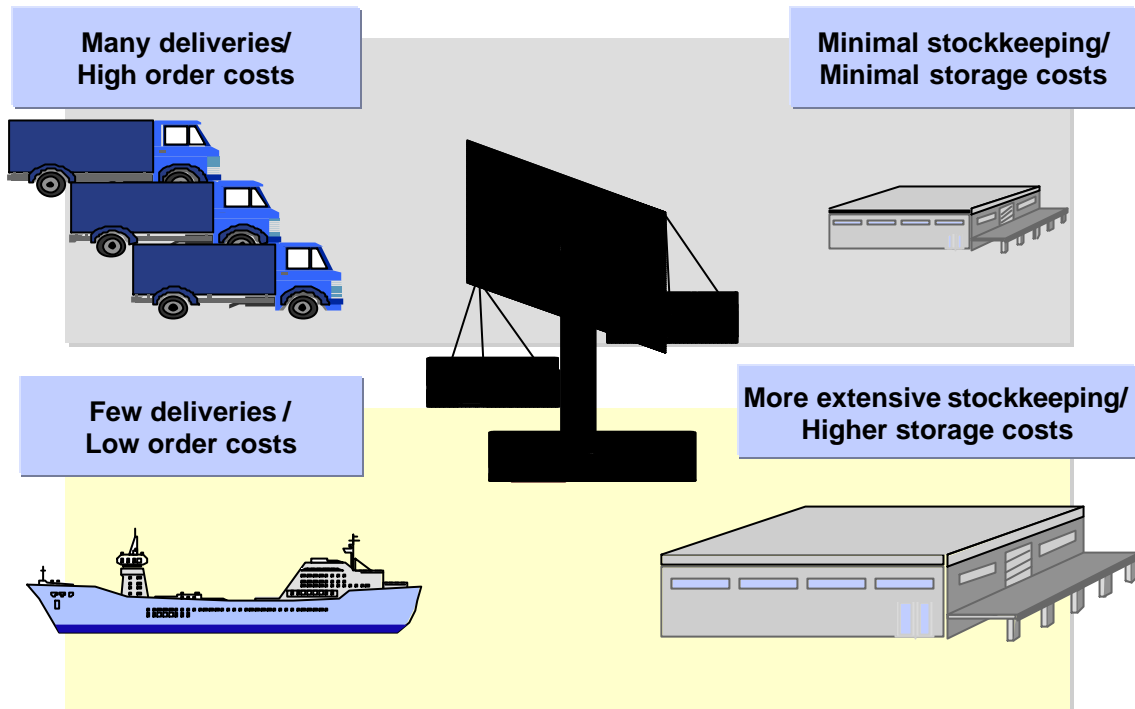 Many deliveries/
High order costs
Minimal stockkeeping/
Minimal storage costs
Few deliveries /
Low order costs
More extensive stockkeeping/
Higher storage costs